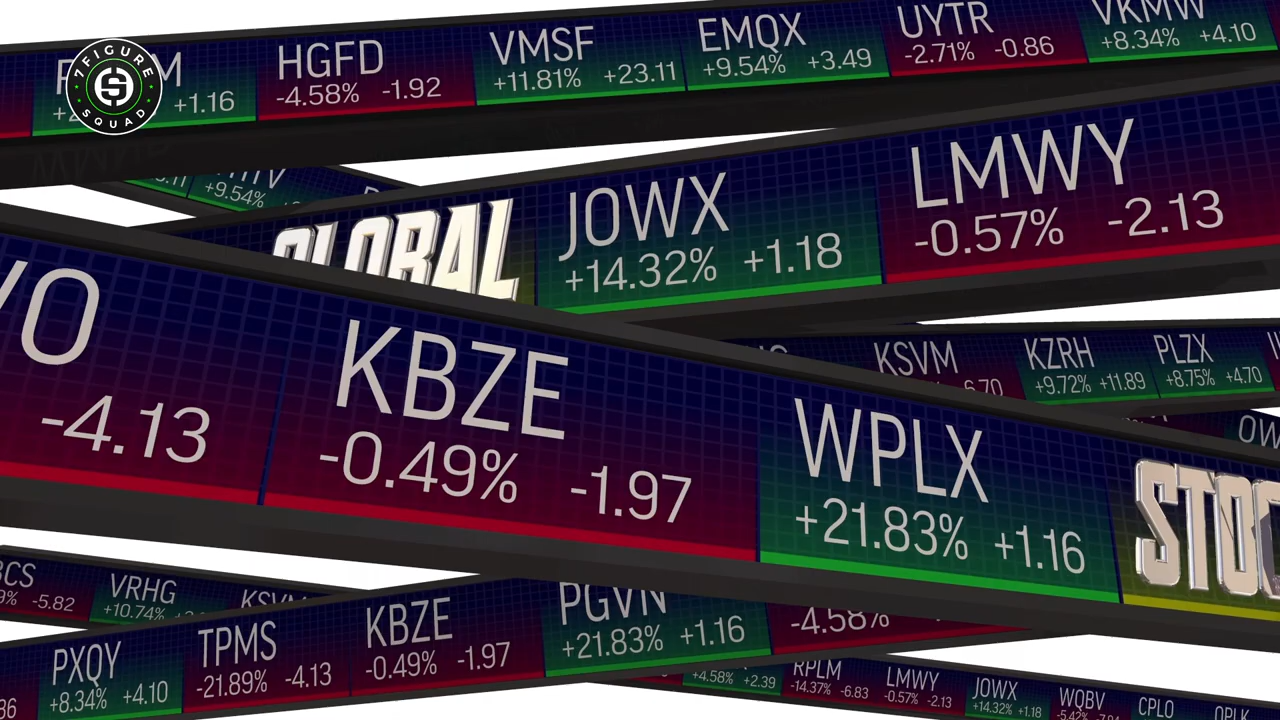 7FIGURE
SQUAD
+1.16
HGFD
-4.58% -1.92
VMSF
+11.81% +23.11
EMQX
+9.54% +3.49
UYTR
-2.71% -0.86
VKMW
+8.34% +4.10
+9.54%
GLOBAL
JOWX
+14.32% +1.18
LMWY
-0.57% -2.13
-4.13
KBZE
-0.49% -1.97
WPLX
+21.83% +1.16
KSVM
KZRH
+9.72% +11.89
PLZX
+8.75% +4.70
-5.82
VRHG
+10.74%
KSVM
PXQY
+8.34% +4.10
TPMS
-21.89% -4.13
KBZE
-0.49% -1.97
PGVN
+21.83% +1.16
-4.58%
+4.58% +2.39
RPLM
-14.37% -6.83
LMWY
-0.57% -2.13
JOWX
+14.32% +1.18
WQBV
CPLO